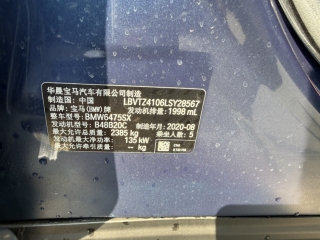 华晨宝马汽车有限公司制造
制造国: 中国 LBVTZ4106LSY28567
品牌: 宝马(BMW)牌 发动机排量: 1998 mL
整车型号: BMW6475SX
发动机型号: B48B20C 制造年月: 2020-08
最大允许总质量: 2385 kg 乘坐人数: 5
发动机最大净功率: 135 kW
最大允许牵引质量: -- kg